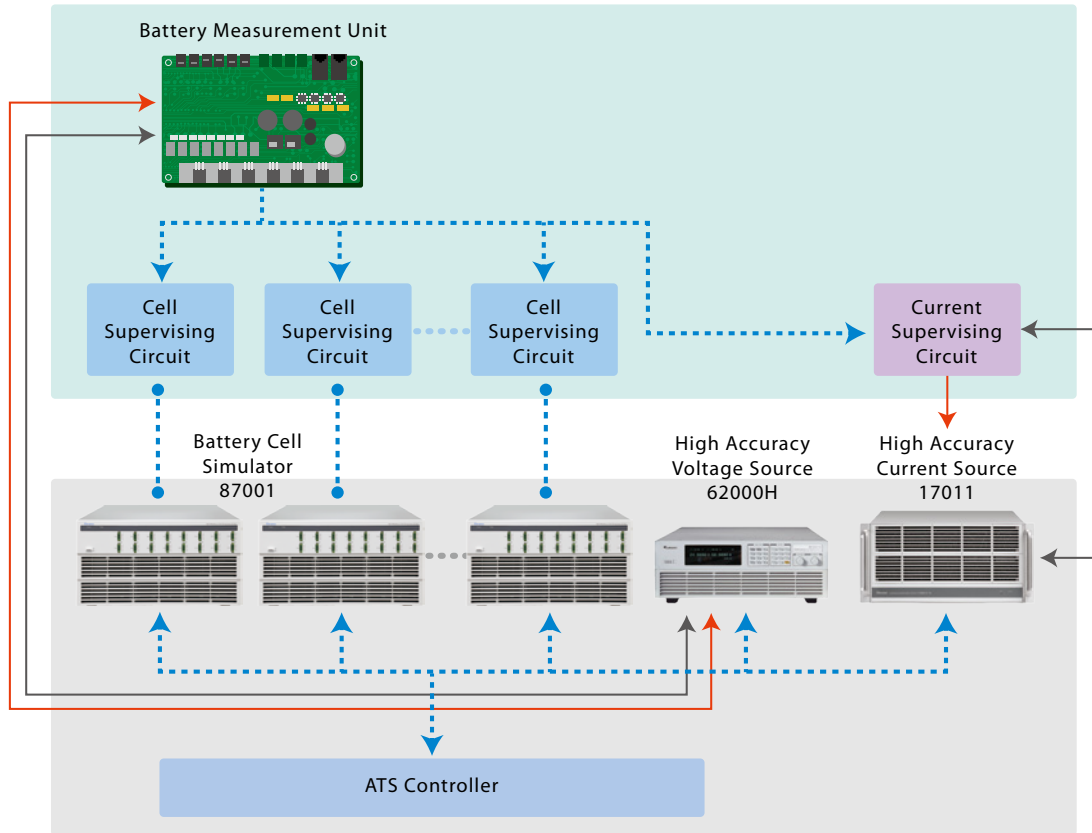 Battery Measurement Unit
Cell
Supervising
Circuit
Cell
Supervising
Circuit
Cell
Supervising
Circuit
Current
Supervising
Circuit
Battery Cell
Simulator
87001
High Accuracy
Voltage Source
62000H
High Accuracy
Current Source
17011
ATS Controller